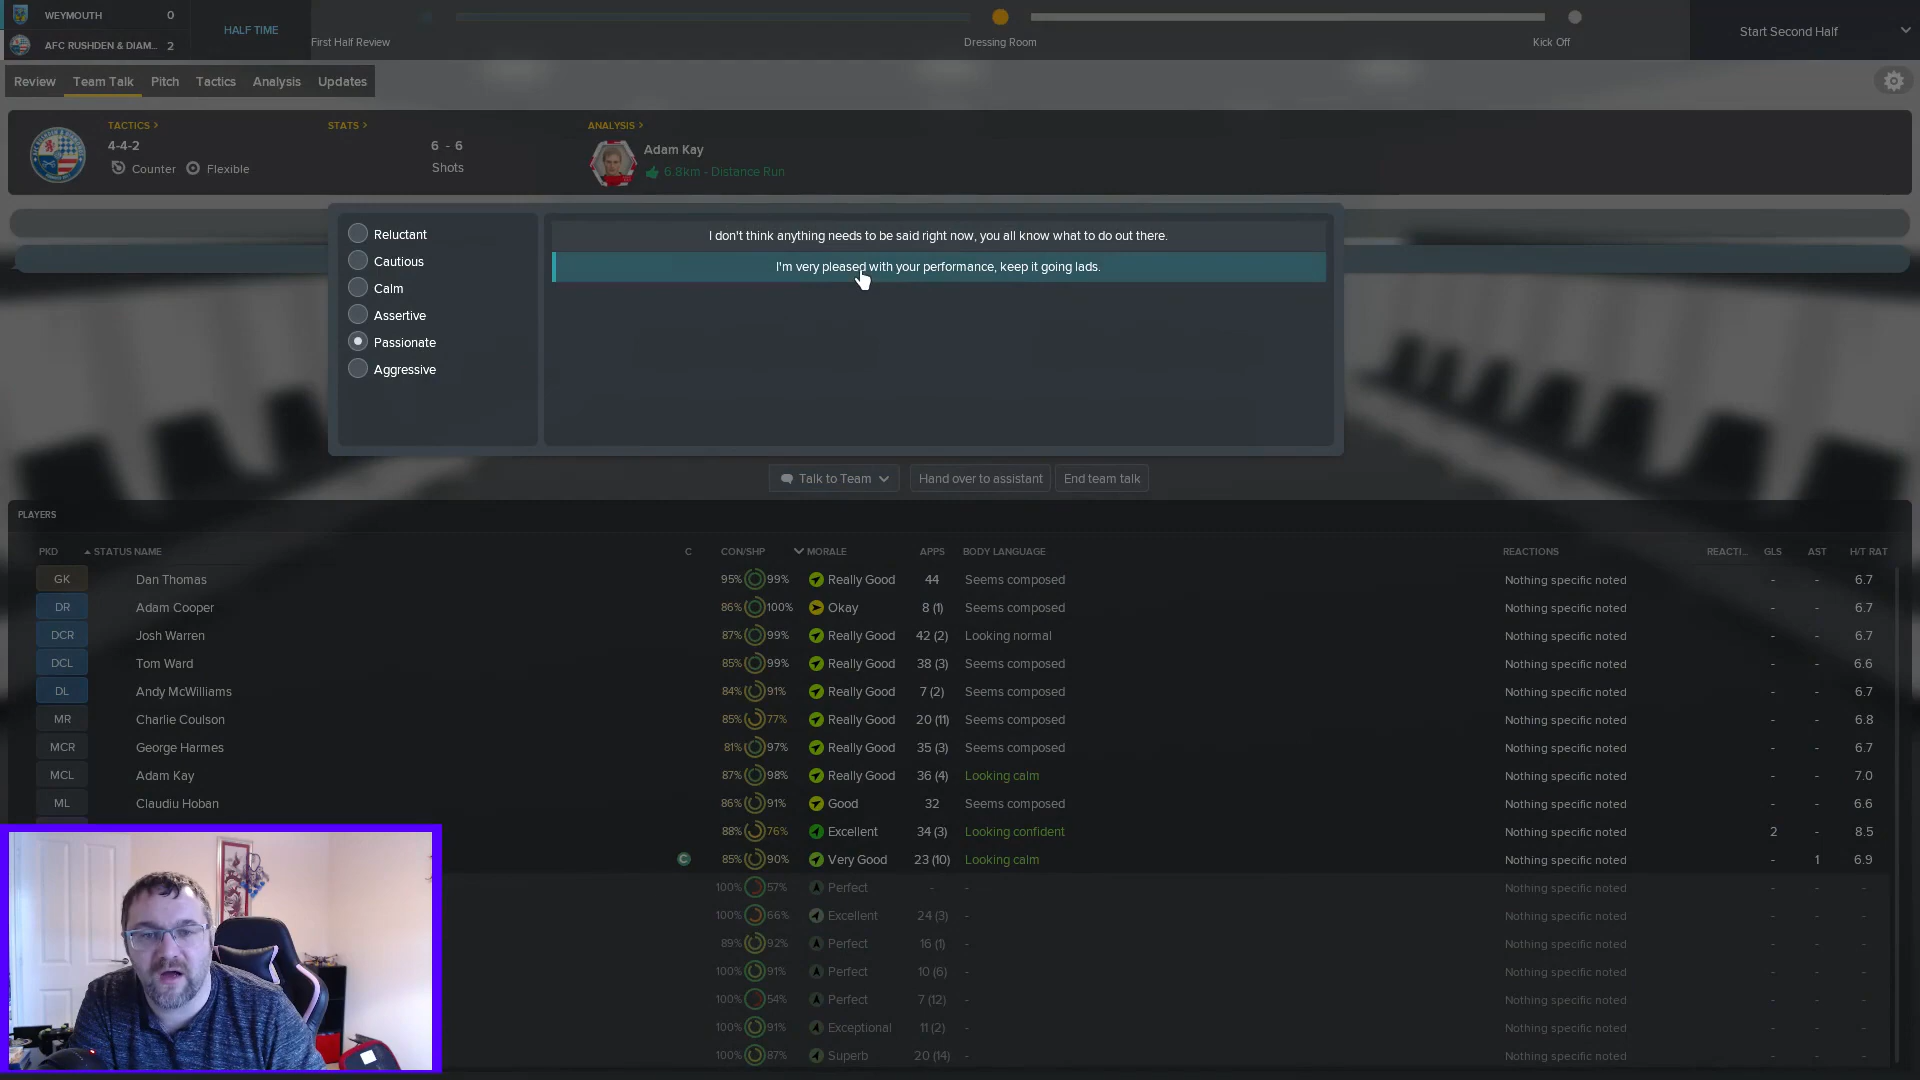 WEYMOUTH 0
AFC RUSHDEN & DIAM... 2
HALF TIME
First Half Review
Dressing Room
Kick Off
Start Second Half
Review Team Talk Pitch Tactics Analysis Updates
TACTICS >
4-4-2
Counter Flexible
STATS >
6 - 6
Shots
ANALYSIS >
Adam Kay
6.8km - Distance Run
Reluctant
Cautious
Calm
Assertive
Passionate
Aggressive
I don't think anything needs to be said right now, you all know what to do out there.
I'm very pleased with your performance, keep it going lads.
Talk to Team Hand over to assistant End team talk
PLAYERS
PKD STATUS NAME C CON/SHP MORALE APPS BODY LANGUAGE REACTIONS REACTI... GLS AST H/T RAT
GK Dan Thomas 95% 99% Really Good 44 Seems composed Nothing specific noted - - 6.7
DR Adam Cooper 86% 100% Okay 8 (1) Seems composed Nothing specific noted - - 6.7
DCR Josh Warren 87% 99% Really Good 42 (2) Looking normal Nothing specific noted - - 6.7
DCL Tom Ward 85% 99% Really Good 38 (3) Seems composed Nothing specific noted - - 6.6
DL Andy McWilliams 84% 91% Really Good 7 (2) Seems composed Nothing specific noted - - 6.7
MR Charlie Coulson 85% 77% Really Good 20 (11) Seems composed Nothing specific noted - - 6.8
MCR George Harmes 81% 97% Really Good 35 (3) Seems composed Nothing specific noted - - 6.7
MCL Adam Kay 87% 98% Really Good 36 (4) Looking calm Nothing specific noted - - 7.0
ML Claudiu Hoban 86% 91% Good 32 Seems composed Nothing specific noted - - 6.6
88% 76% Excellent 34 (3) Looking confident Nothing specific noted 2 - 8.5
C 85% 90% Very Good 23 (10) Looking calm Nothing specific noted - 1 6.9
100% 57% Perfect - - Nothing specific noted - - -
100% 66% Excellent 24 (3) - Nothing specific noted - - -
89% 92% Perfect 16 (1) - Nothing specific noted - - -
100% 91% Perfect 10 (6) - Nothing specific noted - - -
100% 54% Perfect 7 (12) - Nothing specific noted - - -
100% 91% Exceptional 11 (2) - Nothing specific noted - - -
100% 87% Superb 20 (14) - Nothing specific noted - - -